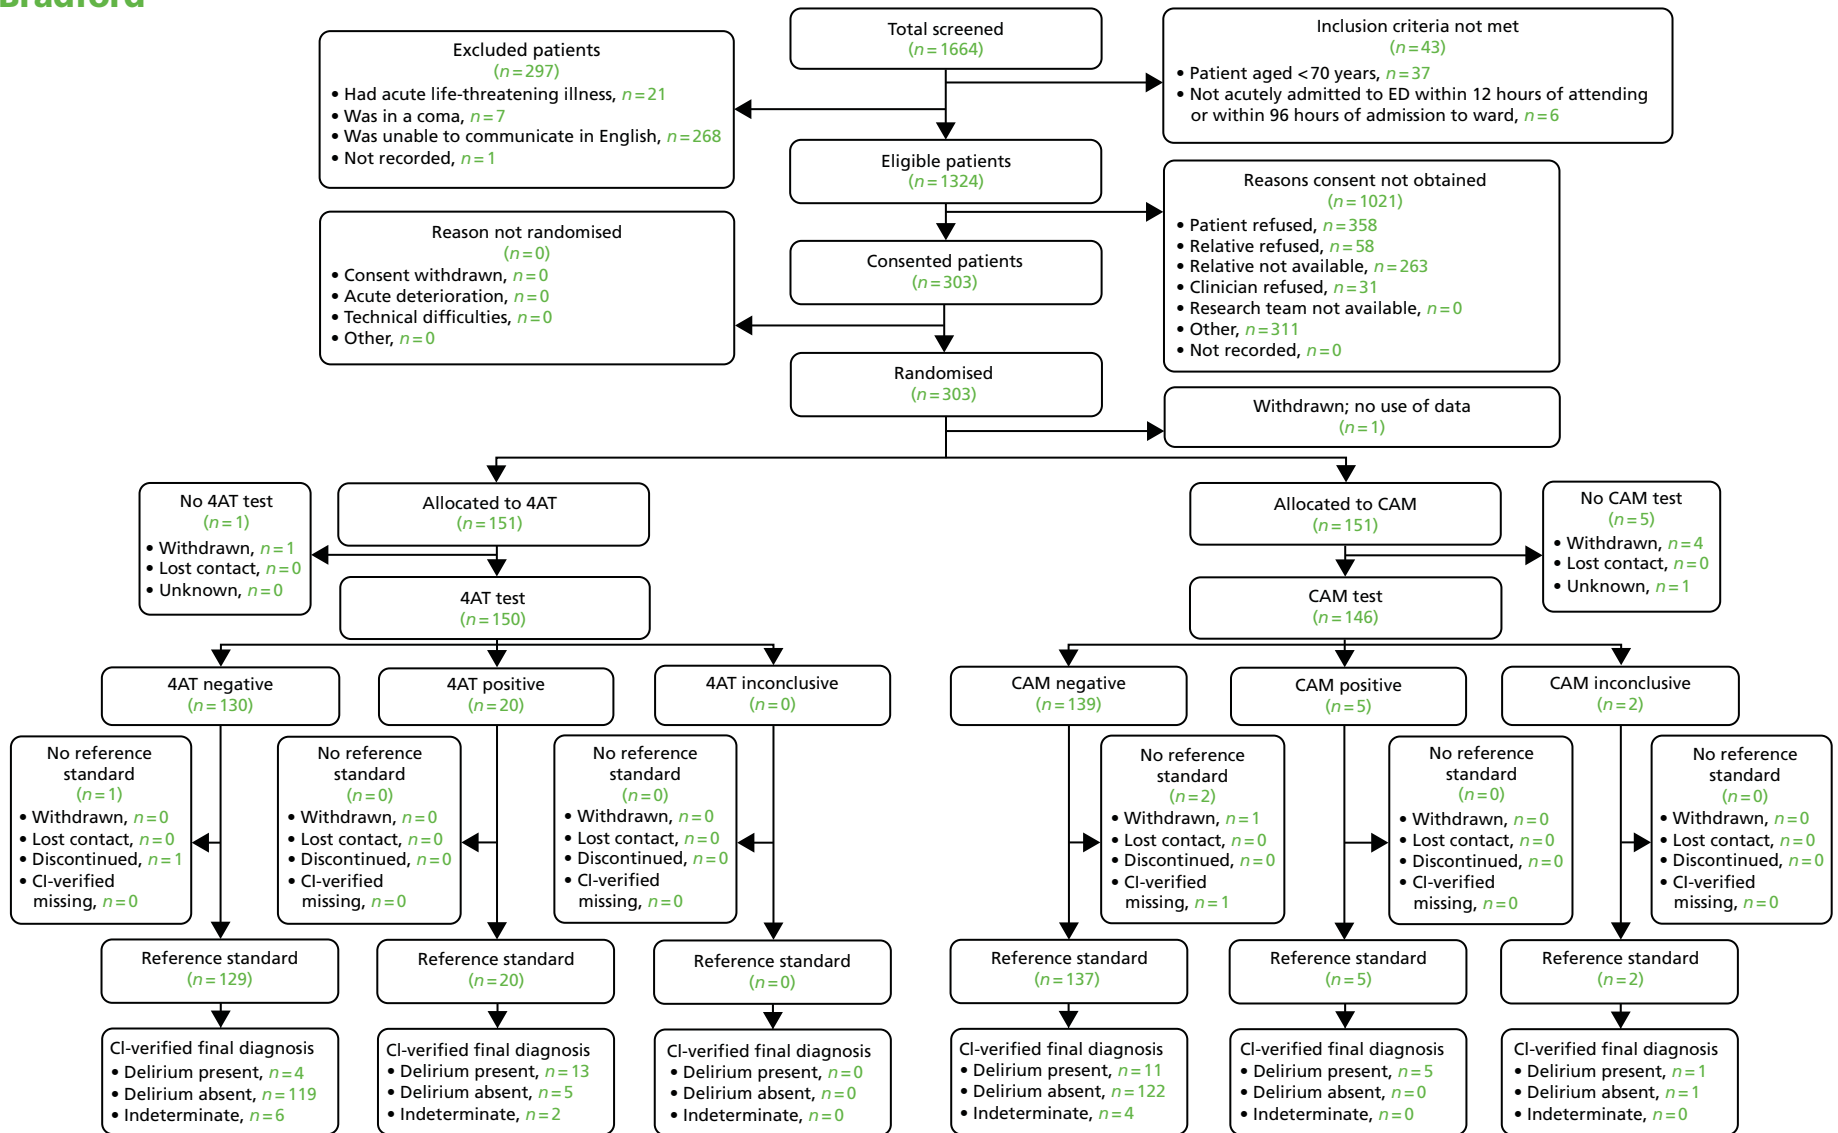 Bradford
Total screened
(n=1664)
Inclusion criteria not met
(n=43)
• Patient aged <70 years, n=37
• Not acutely admitted to ED within 12 hours of attending
or within 96 hours of admission to ward, n=6
Excluded patients
(n=297)
• Had acute life-threatening illness, n=21
• Was in a coma, n=7
• Was unable to communicate in English, n=268
• Not recorded, n=1
Eligible patients
(n=1324)
Reasons consent not obtained
(n=1021)
• Patient refused, n=358
• Relative refused, n=58
• Relative not available, n=263
• Clinician refused, n=31
• Research team not available, n=0
• Other, n=311
• Not recorded, n=0
Reason not randomised
(n=0)
• Consent withdrawn, n=0
• Acute deterioration, n=0
• Technical difficulties, n=0
• Other, n=0
Consented patients
(n=303)
Randomised
(n=303)
Withdrawn; no use of data
(n=1)
No 4AT test
(n=1)
• Withdrawn, n=1
• Lost contact, n=0
• Unknown, n=0
Allocated to 4AT
(n=151)
Allocated to CAM
(n=151)
No CAM test
(n=5)
• Withdrawn, n=4
• Lost contact, n=0
• Unknown, n=1
4AT test
(n=150)
CAM test
(n=146)
4AT negative
(n=130)
4AT positive
(n=20)
4AT inconclusive
(n=0)
CAM negative
(n=139)
CAM positive
(n=5)
CAM inconclusive
(n=2)
No reference
standard
(n=1)
• Withdrawn, n=0
• Lost contact, n=0
• Discontinued, n=1
• CI-verified
missing, n=0
No reference
standard
(n=0)
• Withdrawn, n=0
• Lost contact, n=0
• Discontinued, n=0
• CI-verified
missing, n=0
No reference
standard
(n=0)
• Withdrawn, n=0
• Lost contact, n=0
• Discontinued, n=0
• CI-verified
missing, n=0
No reference
standard
(n=2)
• Withdrawn, n=1
• Lost contact, n=0
• Discontinued, n=0
• CI-verified
missing, n=1
No reference
standard
(n=0)
• Withdrawn, n=0
• Lost contact, n=0
• Discontinued, n=0
• CI-verified
missing, n=0
No reference
standard
(n=0)
• Withdrawn, n=0
• Lost contact, n=0
• Discontinued, n=0
• CI-verified
missing, n=0
Reference standard
(n=129)
Reference standard
(n=20)
Reference standard
(n=0)
Reference standard
(n=137)
Reference standard
(n=5)
Reference standard
(n=2)
CI-verified final diagnosis
• Delirium present, n=4
• Delirium absent, n=119
• Indeterminate, n=6
CI-verified final diagnosis
• Delirium present, n=13
• Delirium absent, n=5
• Indeterminate, n=2
CI-verified final diagnosis
• Delirium present, n=0
• Delirium absent, n=0
• Indeterminate, n=0
CI-verified final diagnosis
• Delirium present, n=11
• Delirium absent, n=122
• Indeterminate, n=4
CI-verified final diagnosis
• Delirium present, n=5
• Delirium absent, n=0
• Indeterminate, n=0
CI-verified final diagnosis
• Delirium present, n=1
• Delirium absent, n=1
• Indeterminate, n=0